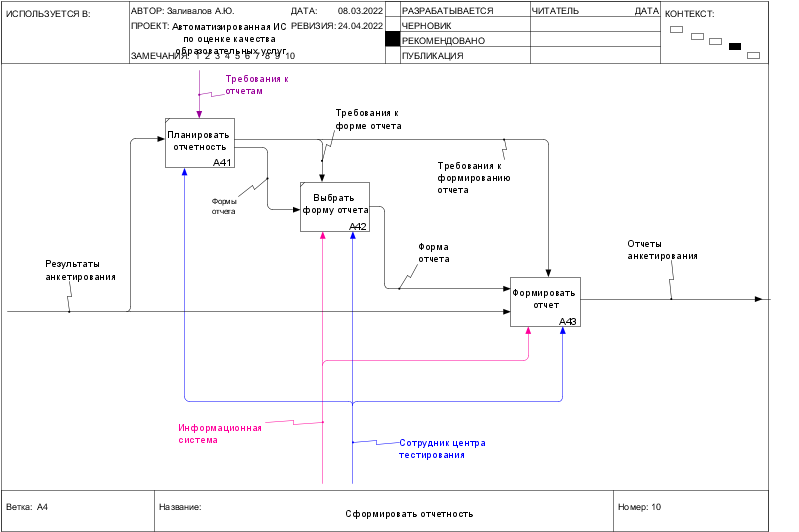 ИСПОЛЬЗУЕТСЯ В:
АВТОР: Заливалов А.Ю.
ДАТА: 08.03.2022
РАЗРАБАТЫВАЕТСЯ
ЧИТАТЕЛЬ
ДАТА
КОНТЕКСТ:
ПРОЕКТ: Автоматизированная ИС
по оценке качества
образовательных услуг
РЕВИЗИЯ: 24.04.2022
ЧЕРНОВИК
РЕКОМЕНДОВАНО
ЗАМЕЧАНИЯ: 1 2 3 4 5 6 7 8 9 10
ПУБЛИКАЦИЯ
Требования к
отчетам
Требования к
форме отчета
Планировать
отчетность
A41
Требования к
формированию
отчета
Формы
отчета
Выбрать
форму отчета
A42
Форма
отчета
Отчеты
анкетирования
Результаты
анкетирования
Формировать
отчет
A43
Информационная
система
Сотрудник центра
тестирования
Ветка: A4
Название:
Сформировать отчетность
Номер: 10